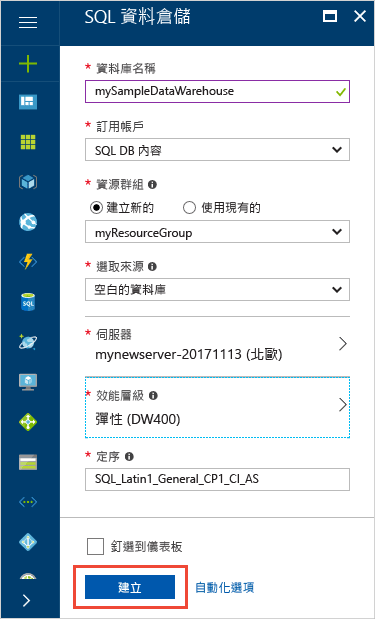 SQL 資料倉儲
* 資料庫名稱
mySampleDataWarehouse
* 訂用帳戶
SQL DB 內容
* 資源群組
建立新的 使用現有的
myResourceGroup
* 選取來源
空白的資料庫
* 伺服器
mynewserver-20171113 (北歐)
* 效能層級
彈性 (DW400)
* 定序
SQL_Latin1_General_CP1_CI_AS
釘選到儀表板
建立 自動化選項
SQL